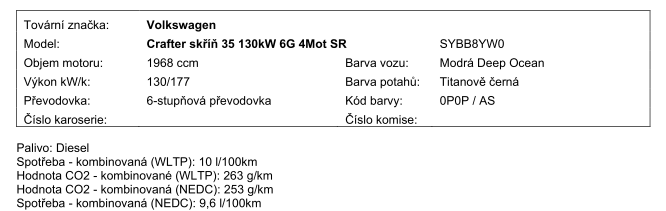 Tovární značka: Volkswagen
Model: Crafter skříň 35 130kW 6G 4Mot SR SYBB8YW0
Objem motoru: 1968 ccm Barva vozu: Modrá Deep Ocean
Výkon kW/k: 130/177 Barva potahů: Titanově černá
Převodovka: 6-stupňová převodovka Kód barvy: 0P0P / AS
Číslo karoserie: Číslo komise:
Palivo: Diesel
Spotřeba - kombinovaná (WLTP): 10 l/100km
Hodnota CO2 - kombinované (WLTP): 263 g/km
Hodnota CO2 - kombinovaná (NEDC): 253 g/km
Spotřeba - kombinovaná (NEDC): 9,6 l/100km